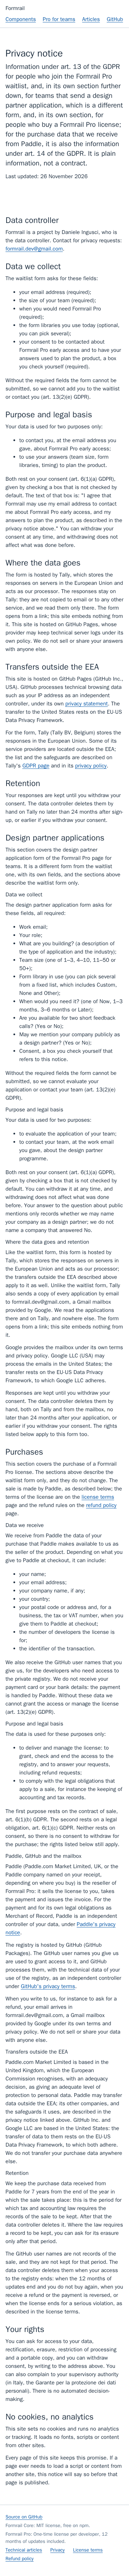 Formrail
Components Pro for teams Articles GitHub
Privacy notice
Information under art. 13 of the GDPR
for people who join the Formrail Pro
waitlist, and, in its own section further
down, for teams that send a design
partner application, which is a different
form, and, in its own section, for
people who buy a Formrail Pro license;
for the purchase data that we receive
from Paddle, it is also the information
under art. 14 of the GDPR. It is plain
information, not a contract.
Last updated: 26 November 2026
Data controller
Formrail is a project by Daniele Ingusci, who is
the data controller. Contact for privacy requests:
formrail.dev@gmail.com.
Data we collect
The waitlist form asks for these fields:
your email address (required);
the size of your team (required);
when you would need Formrail Pro
(required);
the form libraries you use today (optional,
you can pick several);
your consent to be contacted about
Formrail Pro early access and to have your
answers used to plan the product, a box
you check yourself (required).
Without the required fields the form cannot be
submitted, so we cannot add you to the waitlist
or contact you (art. 13(2)(e) GDPR).
Purpose and legal basis
Your data is used for two purposes only:
to contact you, at the email address you
gave, about Formrail Pro early access;
to use your answers (team size, form
libraries, timing) to plan the product.
Both rest on your consent (art. 6(1)(a) GDPR),
given by checking a box that is not checked by
default. The text of that box is: "I agree that
Formrail and its maintainer may use my email to contact
me about Formrail Pro early access, and my
answers to plan the product, as described in the
privacy notice above." You can withdraw your
consent at any time, and withdrawing does not
affect what was done before.
Where the data goes
The form is hosted by Tally, which stores the
responses on servers in the European Union and
acts as our processor. The responses stay in
Tally: they are not copied to email or to any other
service. The form opens from a link, on Tally's
own site; this site embeds nothing from it. This
site is served by GitHub Pages, whose hosting
provider may keep technical logs under its own
privacy policy. We do not sell or share your data
with anyone else.
Transfers outside the EEA
This site is hosted on GitHub Pages (GitHub Inc.,
USA). GitHub processes technical browsing data
such as your IP address as an independent
controller, under its own privacy statement. The
transfer to the United States rests on the EU-US
Data Privacy Framework.
For the form, Tally (Tally BV, Belgium) stores the
responses in the European Union. Some of its
service providers may be outside the EEA;
the list and the safeguards are described on
Tally's GDPR page and in its privacy policy.
Retention
Your responses are kept until you withdraw your
consent. The data controller deletes them by
hand on Tally, no later than 24 months after sign
up, or earlier if you withdraw your consent.
Design partner applications
This section covers the design partner
application form of the Formrail Pro page for
teams. It is a different form from the waitlist
one, with its own fields, and the sections above
describe the waitlist form only.
Data we collect
The design partner application form asks for
these fields, all required:
Work email;
Your role;
What are you building? (a description of
the type of application and the industry);
Team size (one of 1–3, 4–10, 11–50 or
50+);
Form library in use (you can pick several
from a fixed list, which includes Custom,
None and Other);
When would you need it? (one of Now, 1–3
months, 3–6 months or Later);
Are you available for two short feedback
calls? (Yes or No);
May we mention your company publicly as
a design partner? (Yes or No);
Consent, a box you check yourself that
refers to this notice.
Without the required fields the form cannot be
submitted, so we cannot evaluate your
application or contact your team (art. 13(2)(e)
GDPR).
Purpose and legal basis
Your data is used for two purposes:
to evaluate the application of your team;
to contact your team, at the work email
you gave, about the design partner
program.
Both rest on your consent (art. 6(1)(a) GDPR),
given by checking a box that is not checked by
default. You can withdraw it at any time, and
withdrawing does not affect what was done
before. Your answer to the question about public
mentions only says whether we may mention
your company as a design partner: we do not
name a company that answered No.
Where the data goes and retention
Like the waitlist form, this form is hosted by
Tally, which stores the responses on servers in
the European Union and acts as our processor;
the transfers outside the EEA described above
apply to it as well. Unlike the waitlist form, Tally
also sends a copy of every application by email
to formrail.dev@gmail.com, a Gmail mailbox
provided by Google. We read the applications
there and on Tally, and nowhere else. The form
opens from a link, this site embeds nothing from
it.
Google provides the mailbox under its own terms
and privacy policy. Google LLC (USA) may
process the emails in the United States; the
transfer rests on the EU-US Data Privacy
Framework, to which Google LLC adheres.
Responses are kept until you withdraw your
consent. The data controller deletes them by
hand, both on Tally and from the mailbox, no
later than 24 months after your application, or
earlier if you withdraw your consent. The rights
listed below apply to this form too.
Purchases
This section covers the purchase of a Formrail
Pro license. The sections above describe the
waitlist form only, and they do not change. The
sale is made by Paddle, as described below; the
terms of the license are on the license terms
page and the refund rules on the refund policy
page.
Data we receive
We receive from Paddle the data of your
purchase that Paddle makes available to us as
the seller of the product. Depending on what you
give to Paddle at checkout, it can include:
your name;
your email address;
your company name, if any;
your country;
your postal code or address and, for a
business, the tax or VAT number, when you
give them to Paddle at checkout;
the number of developers the license is
for;
the identifier of the transaction.
We also receive the GitHub user names that you
give us, for the developers who need access to
the private registry. We do not receive your
payment card or your bank details: the payment
is handled by Paddle. Without these data we
cannot grant the access or manage the license
(art. 13(2)(e) GDPR).
Purpose and legal basis
The data is used for these purposes only:
to deliver and manage the license: to
grant, check and end the access to the
private registry, and to answer your
requests, including refund requests;
to comply with the legal obligations that
apply to a sale, for instance the keeping of
accounting and tax records.
The first purpose rests on the contract of sale,
art. 6(1)(b) GDPR. The second rests on a legal
obligation, art. 6(1)(c) GDPR. Neither rests on
consent, so there is no consent to withdraw for
a purchase; the rights listed below still apply.
Paddle, GitHub and the mailbox
Paddle (Paddle.com Market Limited, or the
Paddle company named on your receipt,
depending on where you buy) is the merchant of
record and the authorised reseller of
Formrail Pro: it sells the license to you, takes
your payment and issues the invoice. For the
payment and for its own legal obligations as
Merchant of Record, Paddle is an independent
controller of your data, under Paddle's privacy
notice.
The registry is hosted by GitHub (GitHub
Packages). The GitHub user names you give us
are used to grant access to it, and GitHub
processes them, with the technical data of your
use of the registry, as an independent controller
under GitHub's privacy terms.
When you write to us, for instance to ask for a
refund, your email arrives in
formrail.dev@gmail.com, a Gmail mailbox
provided by Google under its own terms and
privacy policy. We do not sell or share your data
with anyone else.
Transfers outside the EEA
Paddle.com Market Limited is based in the
United Kingdom, which the European
Commission recognises, with an adequacy
decision, as giving an adequate level of
protection. Paddle may transfer data outside the
EEA; its other companies, and the
safeguards it uses, are described in the
privacy notice linked above. GitHub Inc. and
Google LLC are based in the United States: the
transfer of data to them rests on the EU-US
Data Privacy Framework, to which both adhere.
We do not transfer your purchase data anywhere
else.
Retention
We keep the purchase data received from
Paddle for 7 years from the end of the year in
which the sale takes place: this is the period for
which tax and accounting law requires the
records of the sale to be kept. After that the
data controller deletes it. Where the law requires
a record to be kept, you can ask for its erasure
only after that period.
The GitHub user names are not records of the
sale, and they are not kept for that period. The
data controller deletes them when the access to
the registry ends: when the 12 months of
updates end and you do not buy again, when you
ask for a removal, when the order is refunded, or
when the license ends for a serious violation, as
described in the license terms.
Your rights
You can ask for access to your data,
rectification, erasure, restriction of processing
and a portable copy, and you can withdraw
consent, by writing to the address above. You
can also complain to your supervisory authority
(in Italy, the Garante per la protezione dei dati
personali). There is no automated decision-
making.
No cookies, no analytics
This site sets no cookies and runs no analytics
or tracking. It loads no fonts, scripts or content
from other sites.
Every page of this site keeps this promise. If a
page ever needed to load a script or content from
another site, this notice will say so before that
page is published.
Source on GitHub
Formrail Core: MIT license, free on npm.
Formrail Pro: One-time license per developer, 12
months of updates included.
Technical articles Privacy License terms
Refund policy